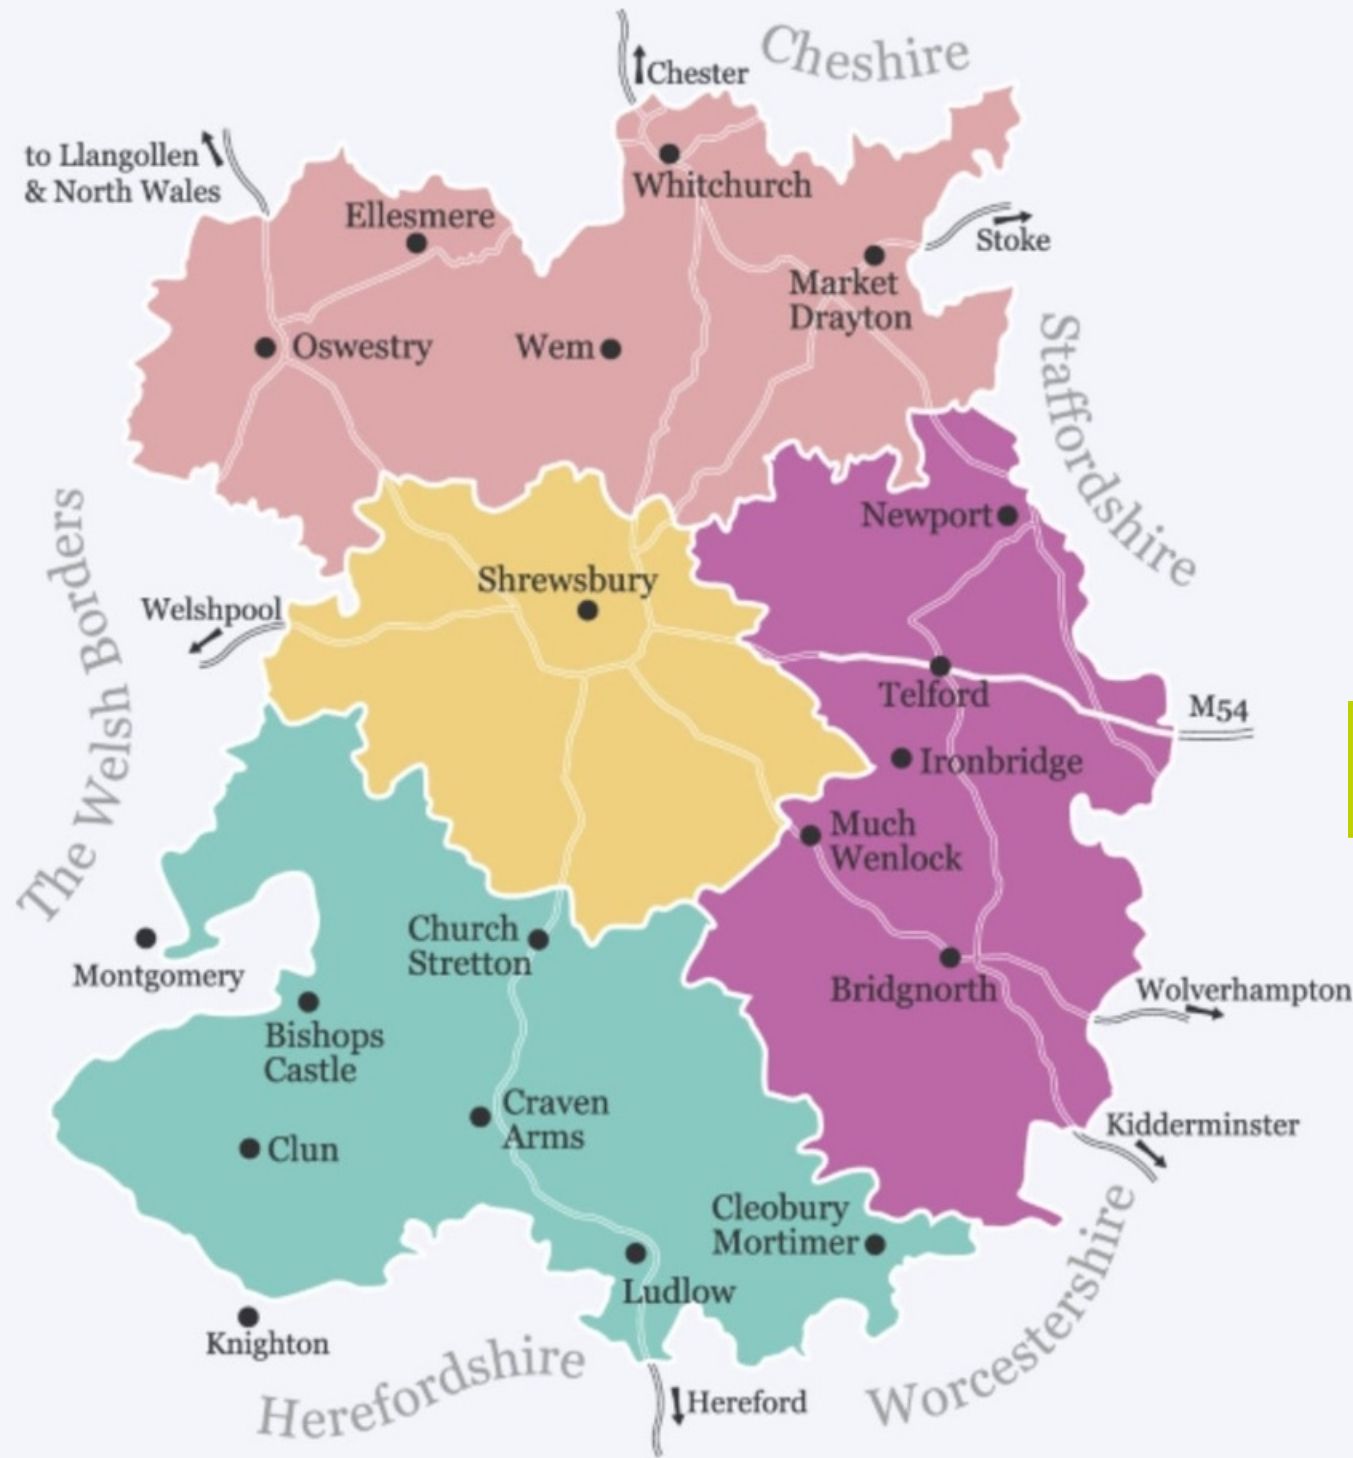 Cheshire
Chester
to Llangollen
& North Wales
Whitchurch
Ellesmere
Stoke
Market
Drayton
Oswestry
Wem
Staffordshire
Newport
The Welsh Borders
Shrewsbury
Welshpool
Telford
M54
Ironbridge
Much
Wenlock
Church
Stretton
Montgomery
Bridgnorth
Wolverhampton
Bishops
Castle
Craven
Arms
Clun
Kidderminster
Cleobury
Mortimer
Ludlow
Knighton
Herefordshire
Worcestershire
Hereford